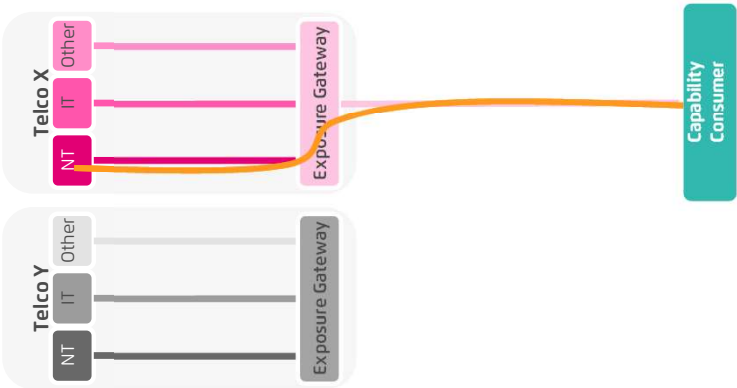 Telco X
Other
IT
NT
Exposure Gateway
Capability
Consumer
Telco Y
Other
IT
NT
Exposure Gateway